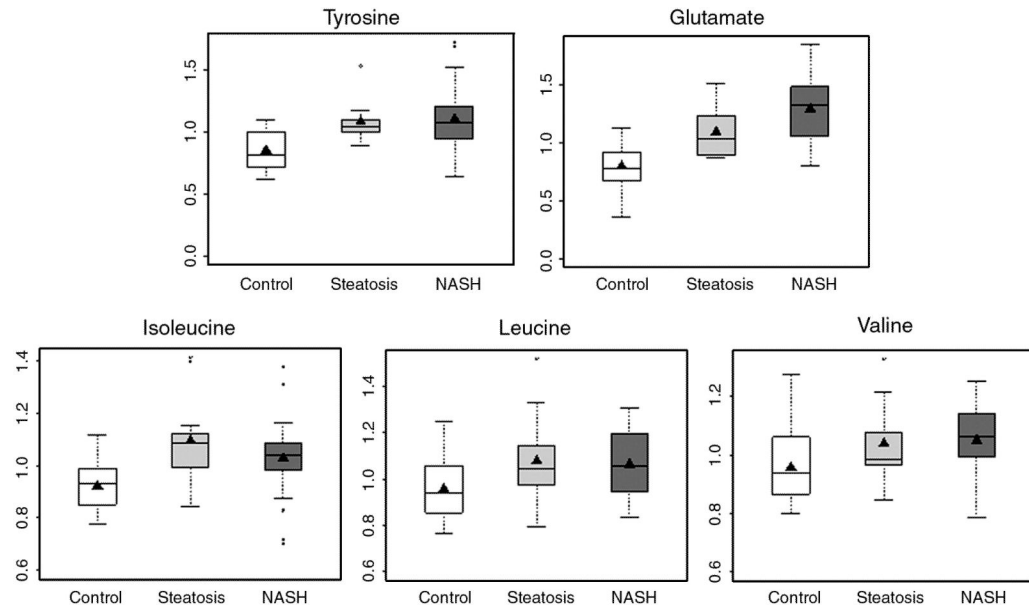 Tyrosine
0.0 0.5 1.0 1.5
Control Steatosis NASH
Glutamate
0.0 0.5 1.0 1.5
Control Steatosis NASH
Isoleucine
0.6 0.8 1.0 1.2 1.4
Control Steatosis NASH
Leucine
0.6 0.8 1.0 1.2 1.4
Control Steatosis NASH
Valine
0.6 0.8 1.0 1.2
Control Steatosis NASH